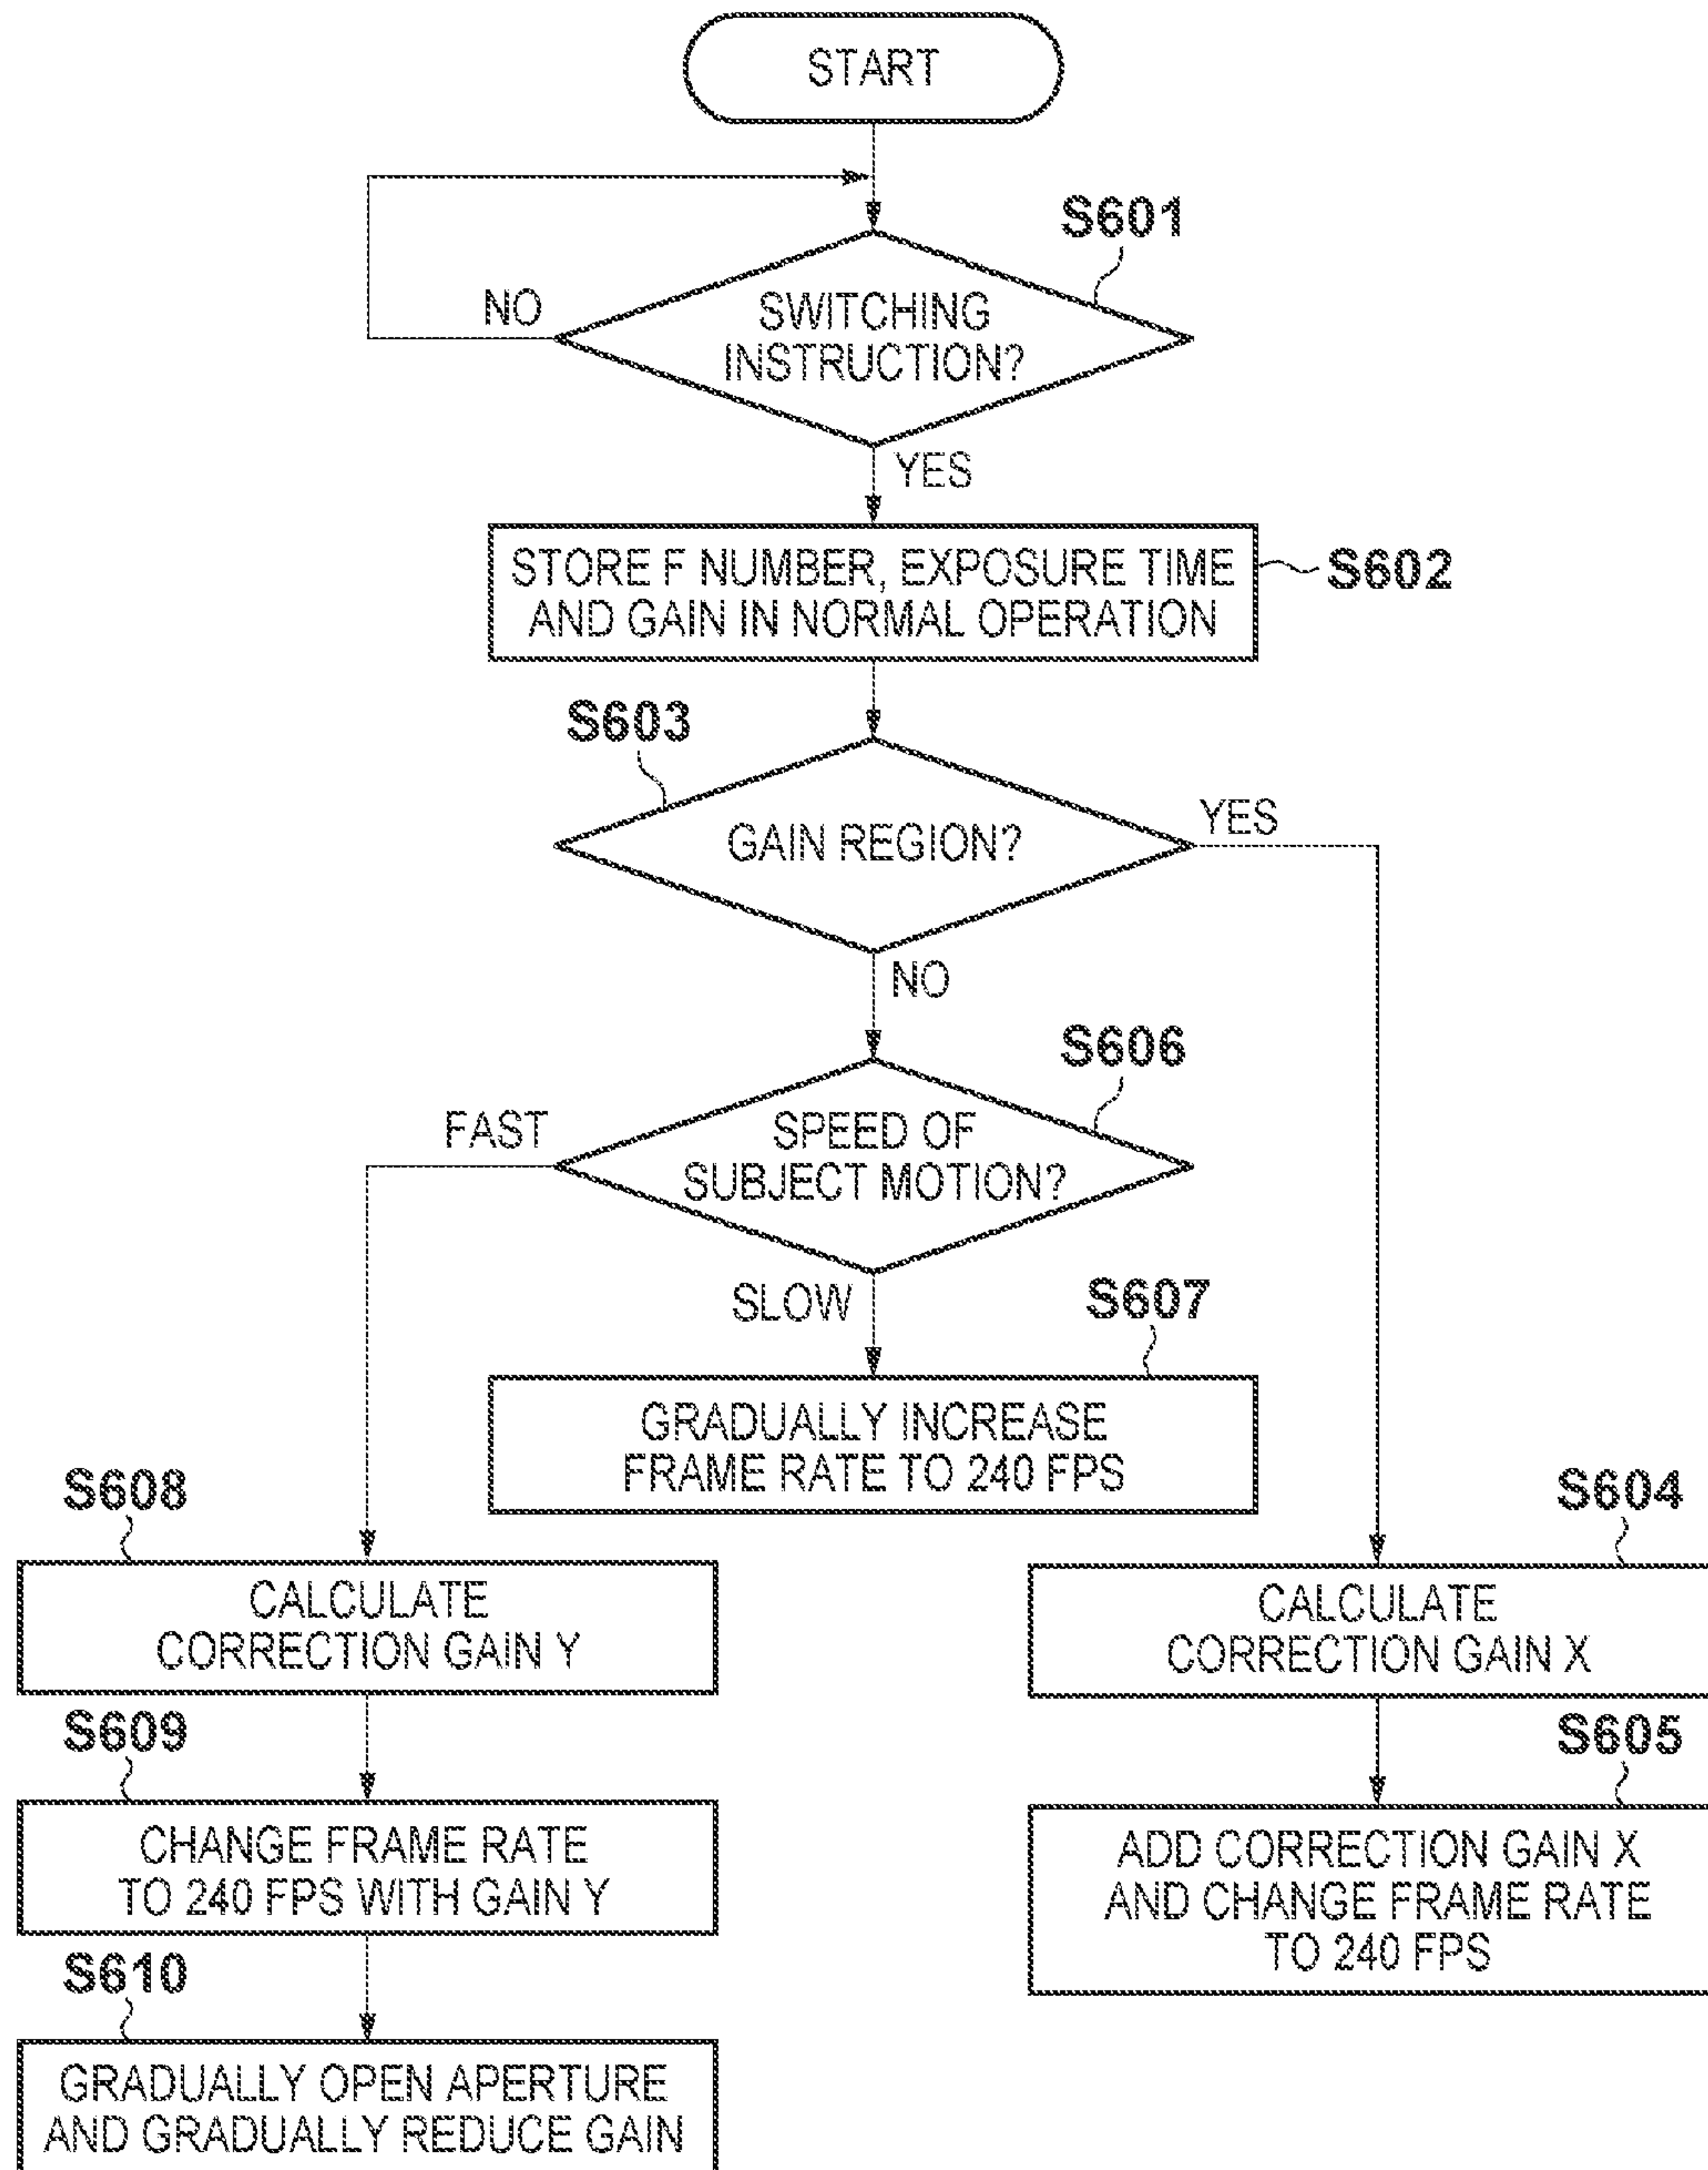 START
S601
NO
SWITCHING
INSTRUCTION?
YES
STORE F NUMBER, EXPOSURE TIME
AND GAIN IN NORMAL OPERATION
S602
S603
GAIN REGION?
YES
NO
S606
FAST
SPEED OF
SUBJECT MOTION?
SLOW
S607
GRADUALLY INCREASE
FRAME RATE TO 240 FPS
S608
CALCULATE
CORRECTION GAIN Y
S604
CALCULATE
CORRECTION GAIN X
S609
CHANGE FRAME RATE
TO 240 FPS WITH GAIN Y
S605
ADD CORRECTION GAIN X
AND CHANGE FRAME RATE
TO 240 FPS
S610
GRADUALLY OPEN APERTURE
AND GRADUALLY REDUCE GAIN